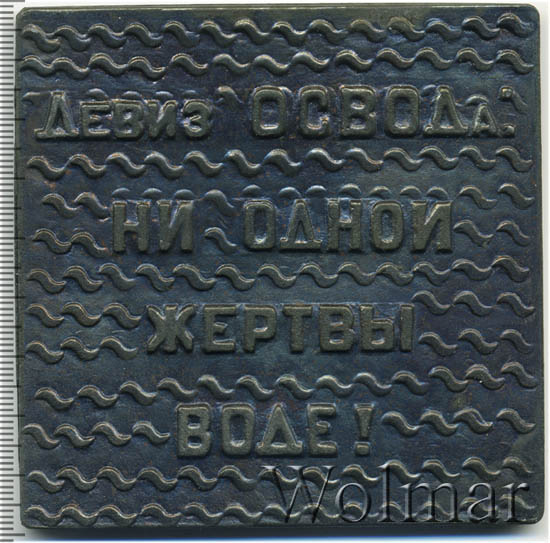 Девиз ОСВОДа:
НИ ОДНОЙ
ЖЕРТВЫ
ВОДЕ!
Wolmar